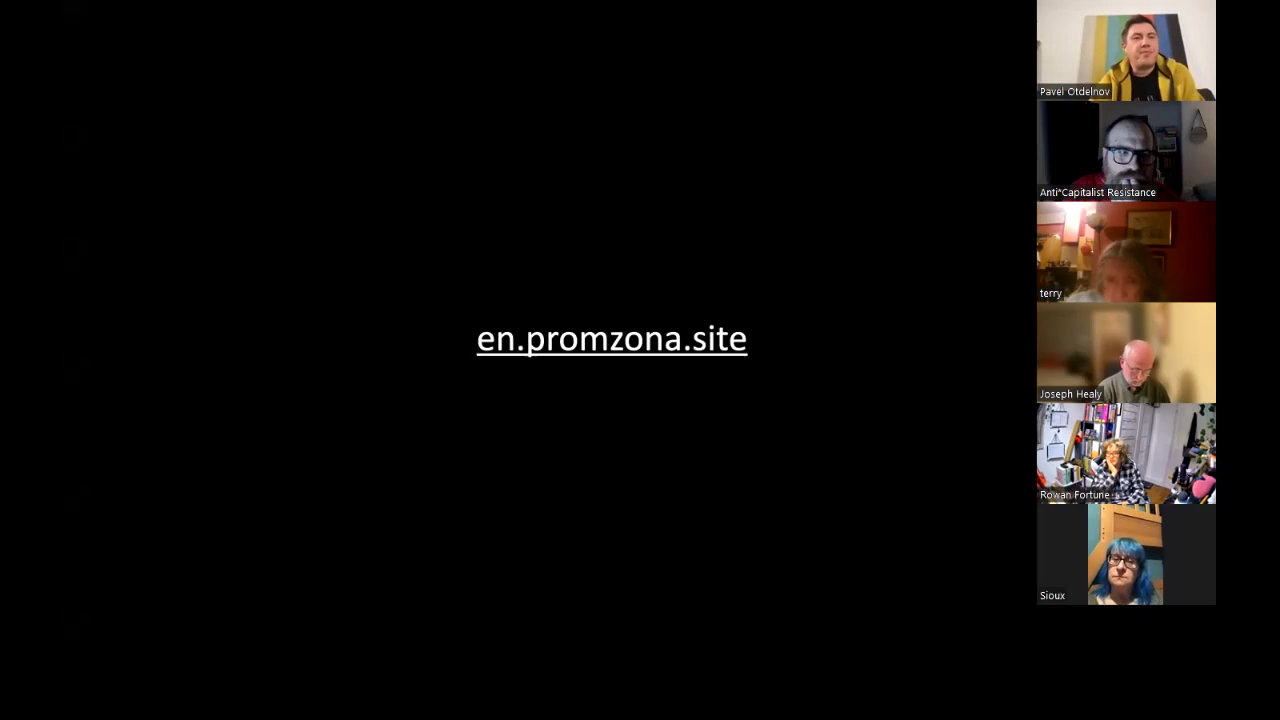 en.promzona.site
Pavel Otdelnov
Anti*Capitalist Resistance
terry
Joseph Healy
Rowan Fortune
Sioux